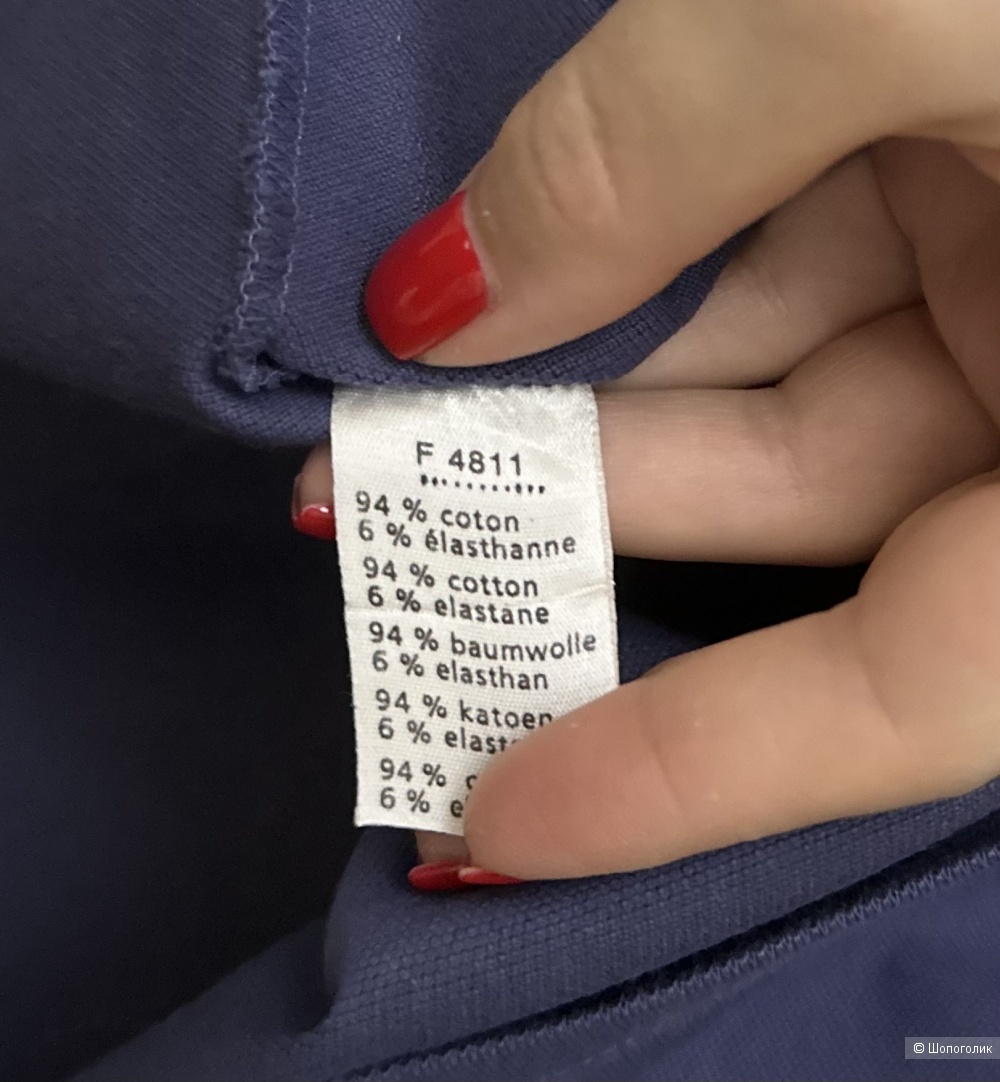 F 4811
94 % coton
6 % élasthanne
94 % cotton
6 % elastane
94 % baumwolle
6 % elasthan
94 % katoen
6 %
94 %
6 %
© Шопоголик